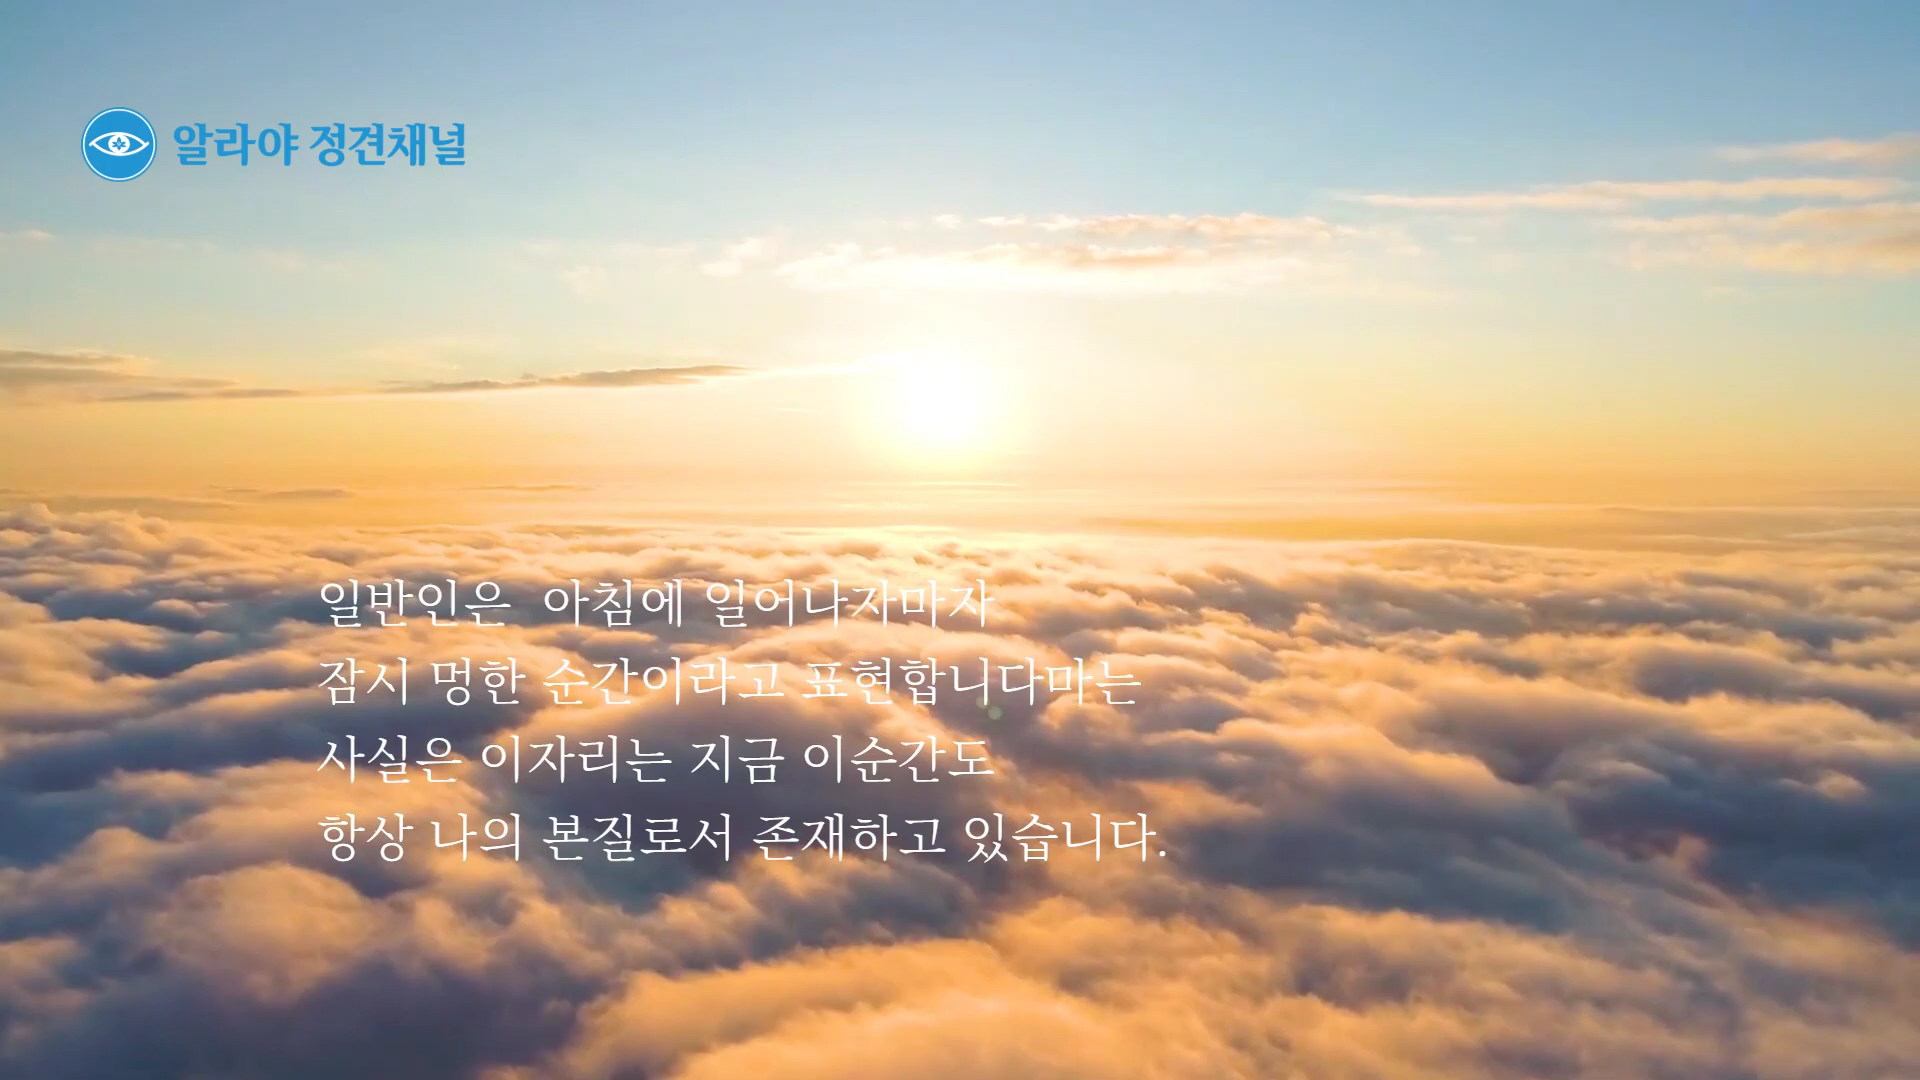 알라야 정견채널
일반인은  아침에 일어나자마자
잠시 멍한 순간이라고 표현합니다마는
사실은 이자리는 지금 이순간도
항상 나의 본질로서 존재하고 있습니다.